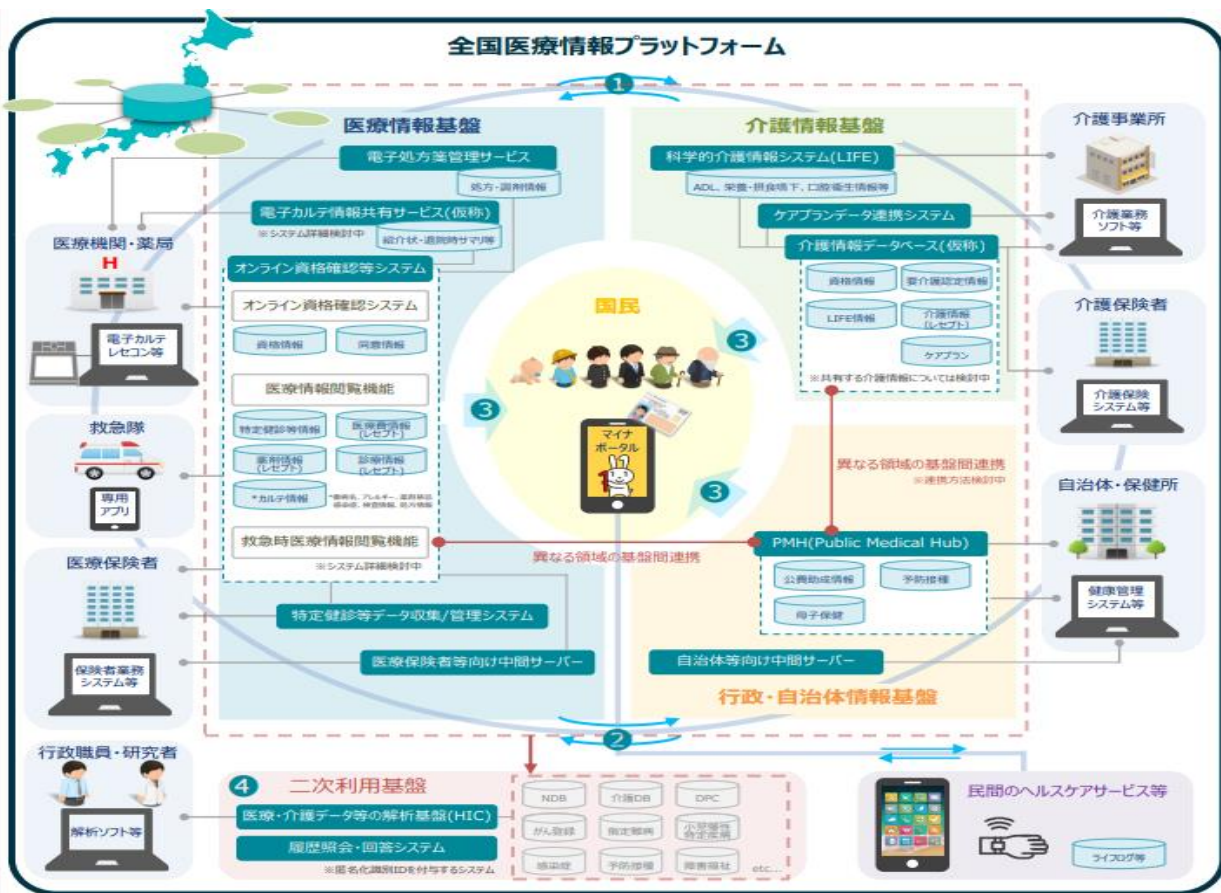 全国医療情報プラットフォーム
❶
医療情報基盤
電子処方箋管理サービス
処方・調剤情報
電子カルテ情報共有サービス(仮称)
※システム詳細検討中
紹介状・退院時サマリ等
オンライン資格確認等システム
オンライン資格確認システム
資格情報
同意情報
医療情報閲覧機能
特定健診等情報
医療費情報
(レセプト)
薬剤情報
(レセプト)
診療情報
(レセプト)
*カルテ情報
救急時医療情報閲覧機能
※システム詳細検討中
特定健診等データ収集/管理システム
医療保険者等向け中間サーバー
介護情報基盤
科学的介護情報システム(LIFE)
ADL、栄養・摂食嚥下、口腔衛生情報等
ケアプランデータ連携システム
介護情報データベース(仮称)
資格情報
要介護認定情報
LIFE情報
介護情報
(レセプト)
ケアプラン
※共有する介護情報については検討中
国民
❸
❸
❸
マイナ
ポータル
異なる領域の基盤間連携
※連携方法検討中
異なる領域の基盤間連携
PMH(Public Medical Hub)
公費助成情報
予防接種
母子保健
自治体等向け中間サーバー
行政・自治体情報基盤
❷
医療機関・薬局
H
電子カルテ
レセコン等
救急隊
専用
アプリ
医療保険者
保険者業務
システム等
行政職員・研究者
解析ソフト等
介護事業所
介護業務
ソフト等
介護保険者
介護保険
システム等
自治体・保健所
健康管理
システム等
❹ 二次利用基盤
医療・介護データ等の解析基盤(HIC)
履歴照会・回答システム
※匿名化識別IDを付与するシステム
NDB
介護DB
DPC
がん登録
指定難病
小児慢性
特定疾病
感染症
予防接種
障害福祉
etc...
民間のヘルスケアサービス等
ライフログ等